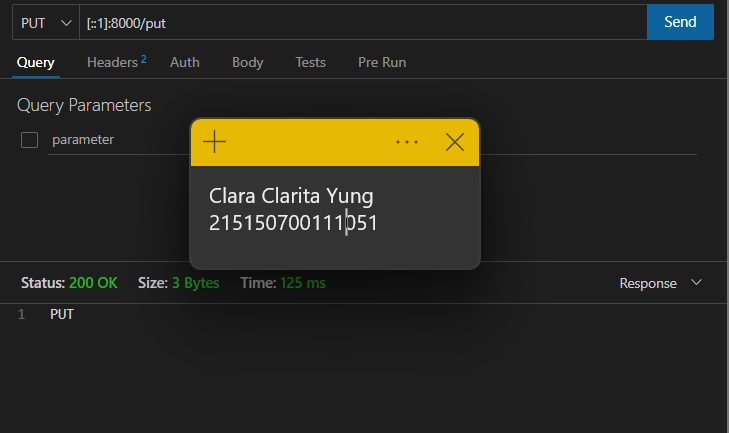 PUT [::1]:8000/put Send
Query Headers 2 Auth Body Tests Pre Run
Query Parameters
parameter
Clara Clarita Yung
215150700111051
Status: 200 OK Size: 3 Bytes Time: 125 ms Response
1 PUT